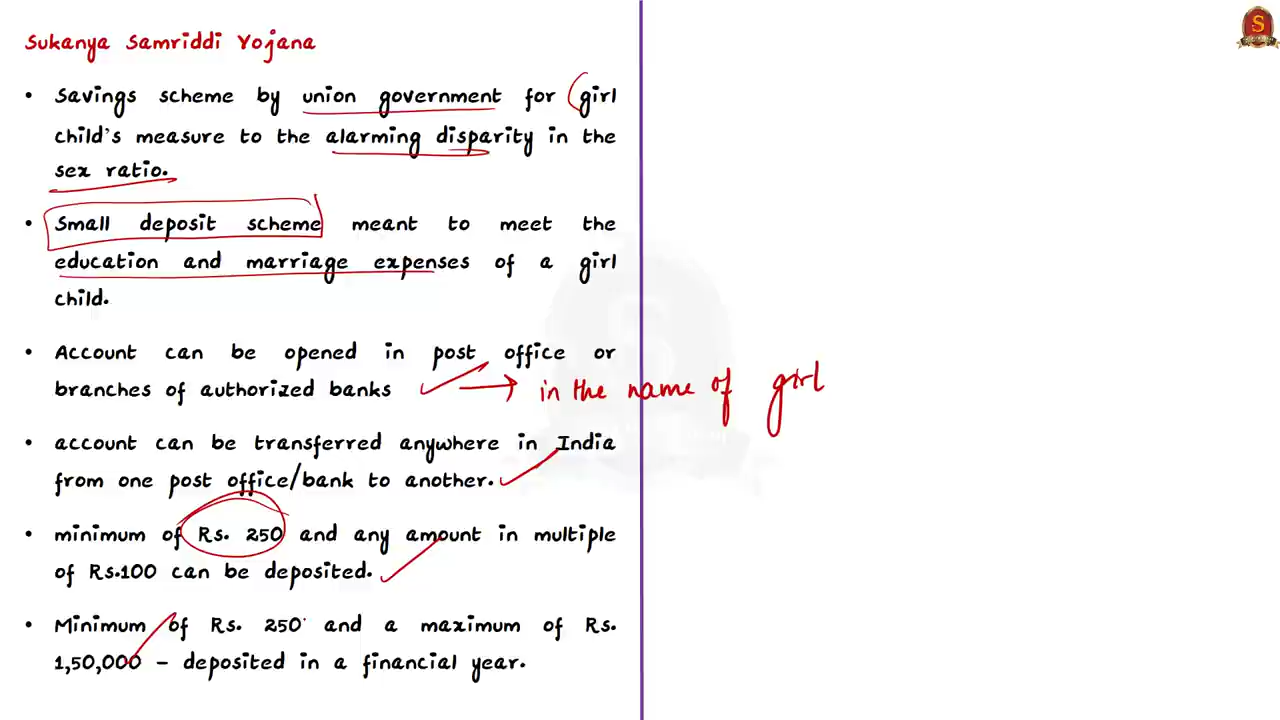 Sukanya Samriddi Yojana
• Savings scheme by union government for girl
child's measure to the alarming disparity in the
sex ratio.
• Small deposit scheme meant to meet the
education and marriage expenses of a girl
child.
• Account can be opened in post office or
branches of authorized banks → in the name of girl
• account can be transferred anywhere in India
from one post office/bank to another.
• minimum of Rs. 250 and any amount in multiple
of Rs.100 can be deposited.
• Minimum of Rs. 250 and a maximum of Rs.
1,50,000 – deposited in a financial year.
S